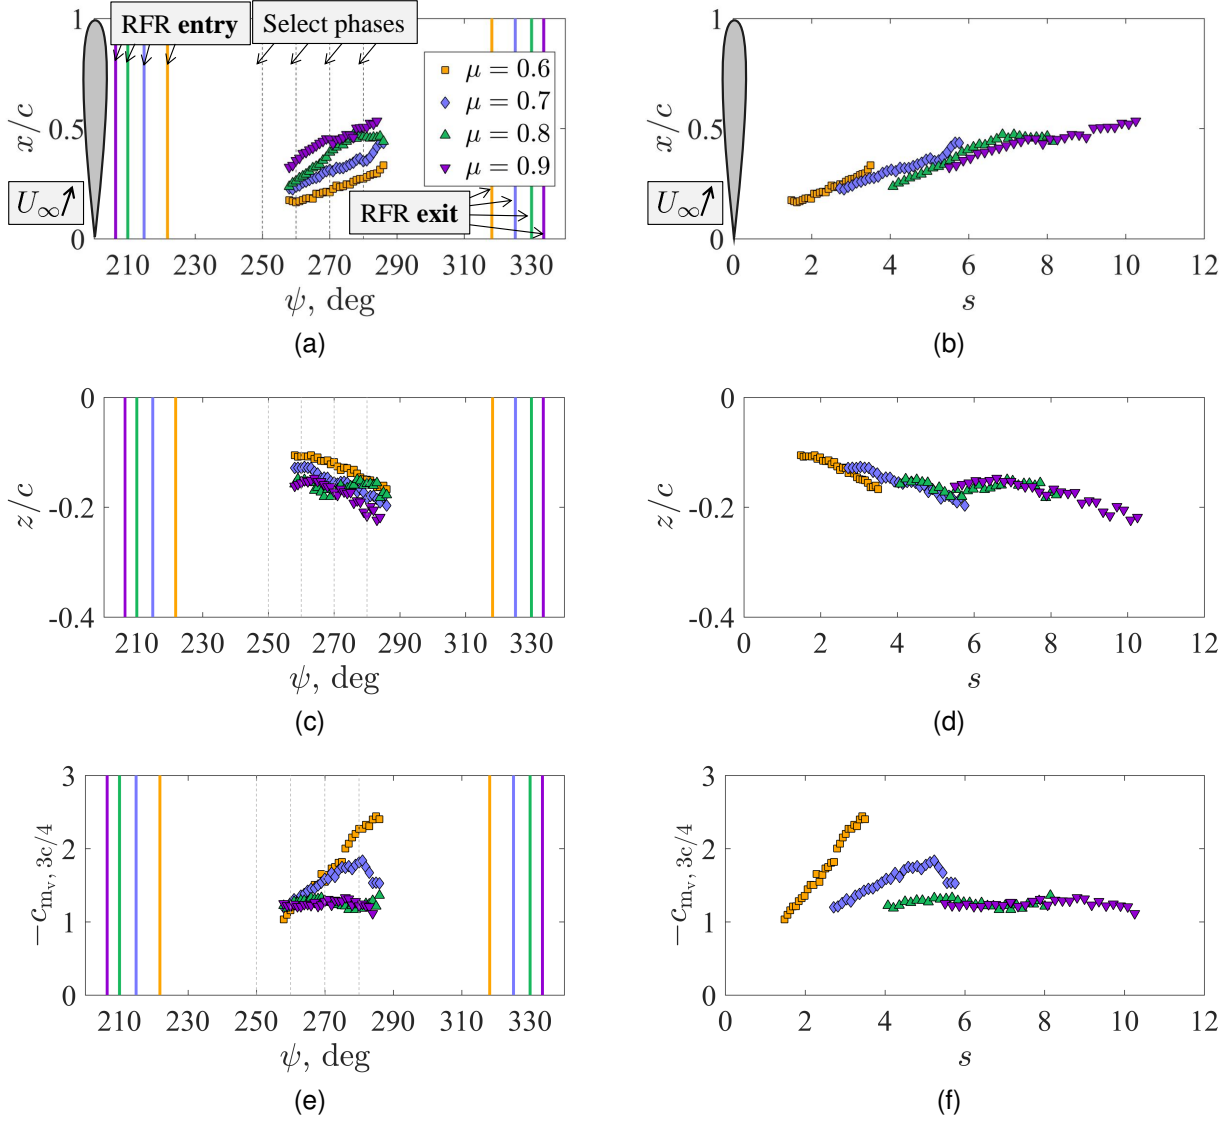 RFR entry
Select phases
μ = 0.6
μ = 0.7
μ = 0.8
μ = 0.9
RFR exit
U∞
x/c
1
0.5
0
210 230 250 270 290 310 330
ψ, deg
(a)
U∞
x/c
1
0.5
0
0 2 4 6 8 10 12
s
(b)
z/c
0
-0.2
-0.4
210 230 250 270 290 310 330
ψ, deg
(c)
z/c
0
-0.2
-0.4
0 2 4 6 8 10 12
s
(d)
−c_{m_v, 3c/4}
3
2
1
0
210 230 250 270 290 310 330
ψ, deg
(e)
−c_{m_v, 3c/4}
3
2
1
0
0 2 4 6 8 10 12
s
(f)